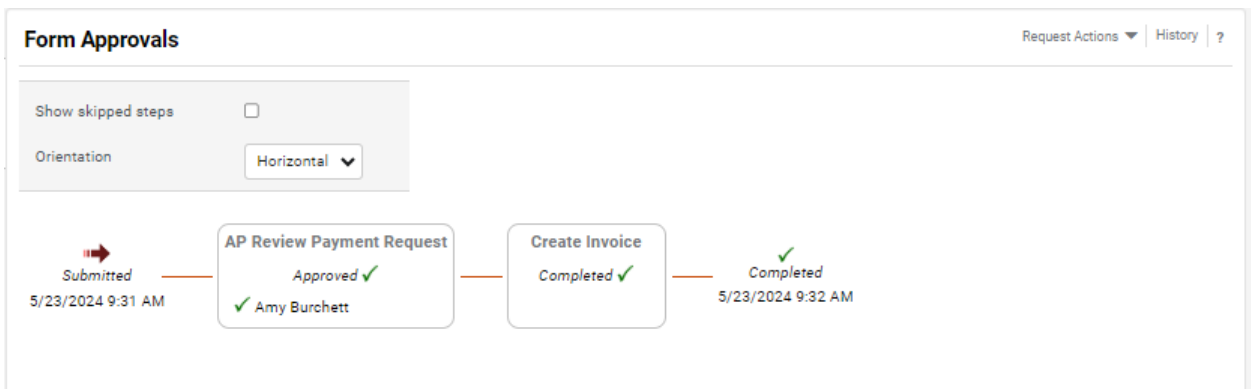 Form Approvals
Request Actions
History
?
Show skipped steps
Orientation
Horizontal
Submitted
5/23/2024 9:31 AM
AP Review Payment Request
Approved
Amy Burchett
Create Invoice
Completed
Completed
5/23/2024 9:32 AM